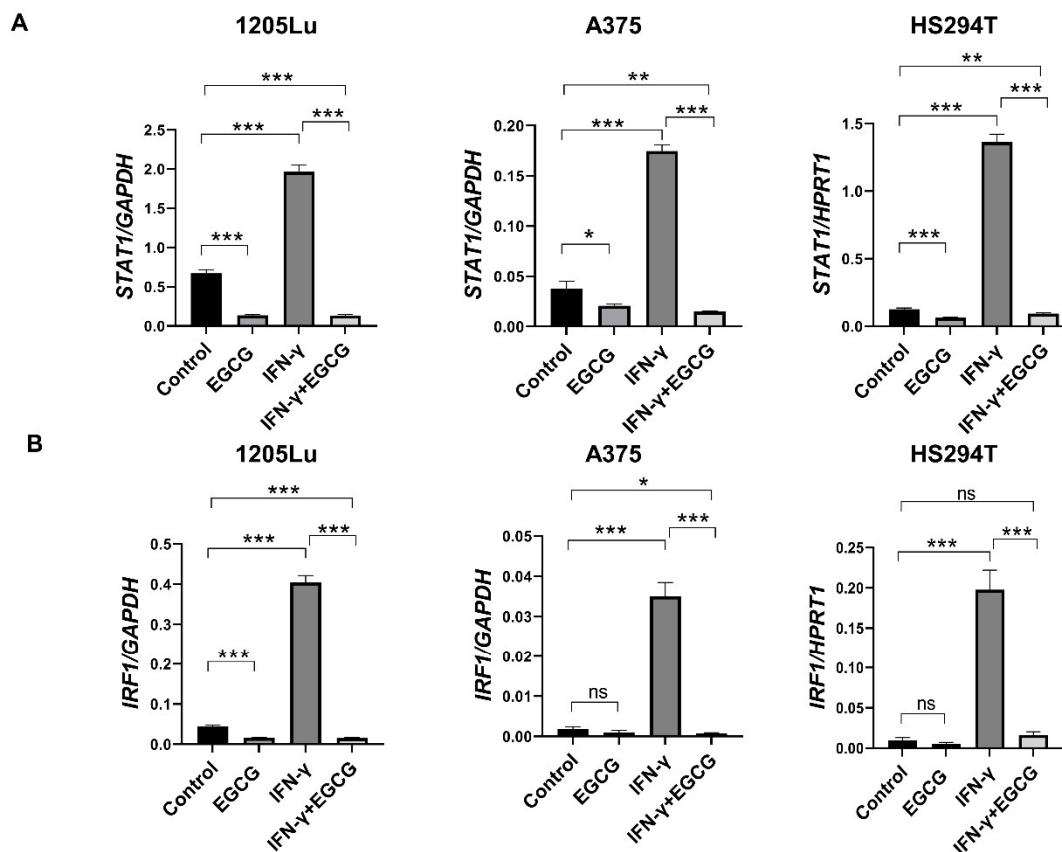 A
1205Lu
A375
HS294T
***
***
***
***
STAT1/GAPDH
2.5
2.0
1.5
1.0
0.5
0.0
Control
EGCG
IFN-γ
IFN-γ+EGCG
**
***
***
*
STAT1/GAPDH
0.20
0.15
0.10
0.05
0.00
Control
EGCG
IFN-γ
IFN-γ+EGCG
**
***
***
***
STAT1/HPRT1
1.5
1.0
0.5
0.0
Control
EGCG
IFN-γ
IFN-γ+EGCG
B
1205Lu
A375
HS294T
***
***
***
***
IRF1/GAPDH
0.5
0.4
0.3
0.2
0.1
0.0
Control
EGCG
IFN-γ
IFN-γ+EGCG
*
***
***
ns
IRF1/GAPDH
0.05
0.04
0.03
0.02
0.01
0.00
Control
EGCG
IFN-γ
IFN-γ+EGCG
ns
***
***
ns
IRF1/HPRT1
0.25
0.20
0.15
0.10
0.05
0.00
Control
EGCG
IFN-γ
IFN-γ+EGCG